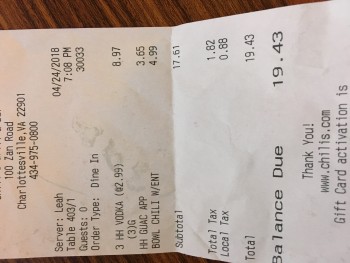 100 Zan Road
Charlottesville, VA 22901
434-975-0800
04/24/2018
7:08 PM
30033
Server: Leah
Table 403/1
Guests: 0
Order Type: Dine In
3 HH VODKA (@2.99) 8.97
(3)G
HH GUAC APP 3.65
BOWL CHILI W/ENT 4.99
Subtotal 17.61
Total Tax 1.82
Local Tax 0.88
Total 19.43
Balance Due 19.43
Thank You!
www.chilis.com
Gift Card activation is